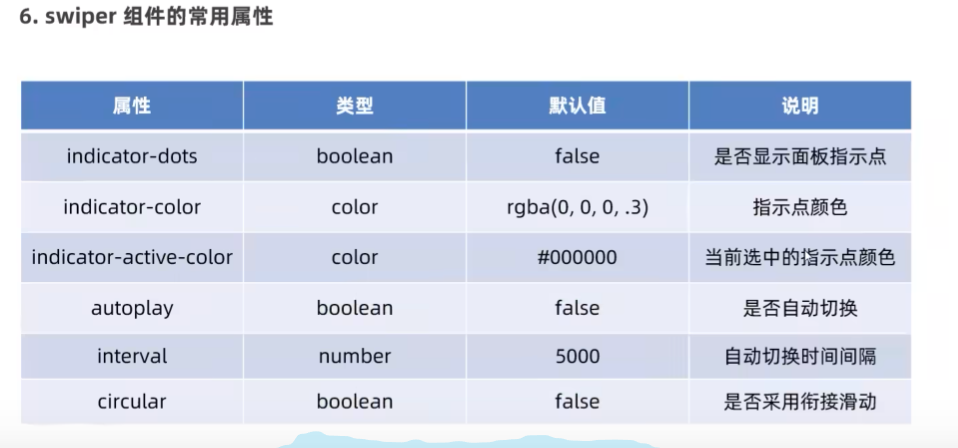 6. swiper 组件的常用属性
属性 类型 默认值 说明
indicator-dots boolean false 是否显示面板指示点
indicator-color color rgba(0, 0, 0, .3) 指示点颜色
indicator-active-color color #000000 当前选中的指示点颜色
autoplay boolean false 是否自动切换
interval number 5000 自动切换时间间隔
circular boolean false 是否采用衔接滑动